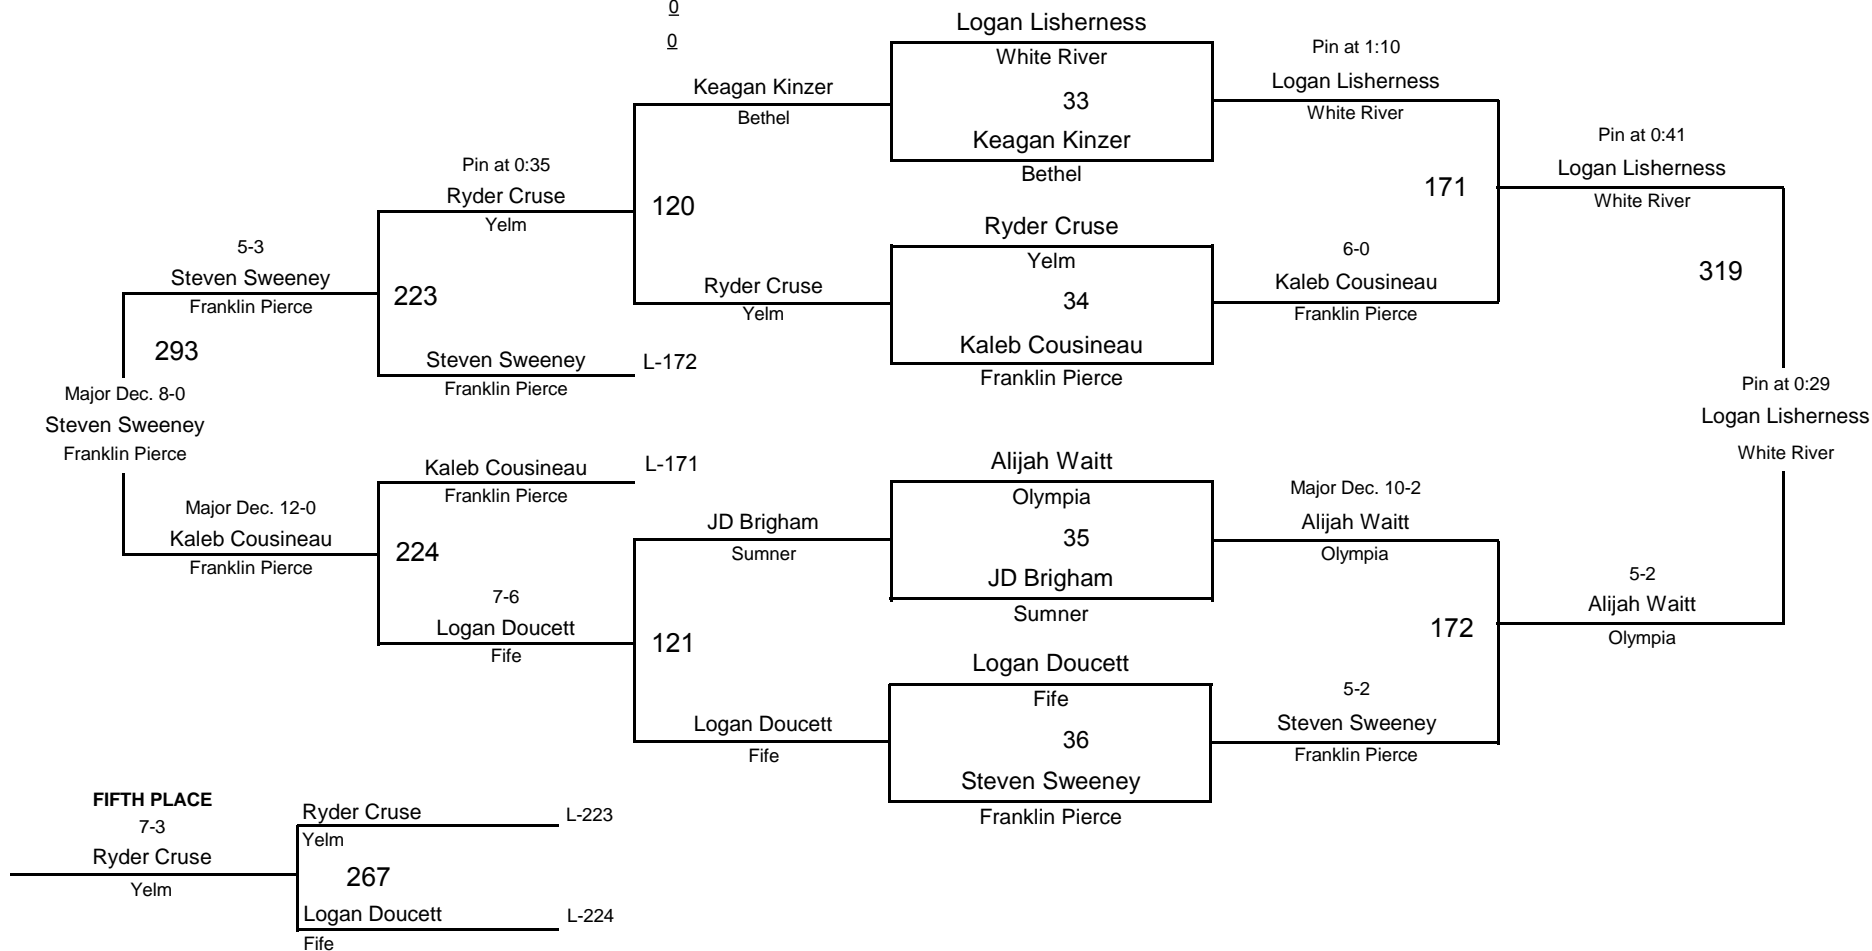 0
0
Logan Lisherness
White River
33
Keagan Kinzer
Bethel
Pin at 1:10
Logan Lisherness
White River
Keagan Kinzer
Bethel
Pin at 0:41
Logan Lisherness
White River
171
Pin at 0:35
Ryder Cruse
Yelm
120
Ryder Cruse
Yelm
34
Kaleb Cousineau
Franklin Pierce
6-0
Kaleb Cousineau
Franklin Pierce
319
5-3
Steven Sweeney
Franklin Pierce
223
Ryder Cruse
Yelm
293
Steven Sweeney
Franklin Pierce
L-172
Major Dec. 8-0
Steven Sweeney
Franklin Pierce
Pin at 0:29
Logan Lisherness
White River
Kaleb Cousineau
Franklin Pierce
L-171
Alijah Waitt
Olympia
35
JD Brigham
Sumner
Major Dec. 10-2
Alijah Waitt
Olympia
Major Dec. 12-0
Kaleb Cousineau
Franklin Pierce
224
JD Brigham
Sumner
7-6
Logan Doucett
Fife
121
172
5-2
Alijah Waitt
Olympia
Logan Doucett
Fife
36
Steven Sweeney
Franklin Pierce
5-2
Steven Sweeney
Franklin Pierce
Logan Doucett
Fife
FIFTH PLACE
7-3
Ryder Cruse
Yelm
Ryder Cruse
Yelm
L-223
267
Logan Doucett
Fife
L-224